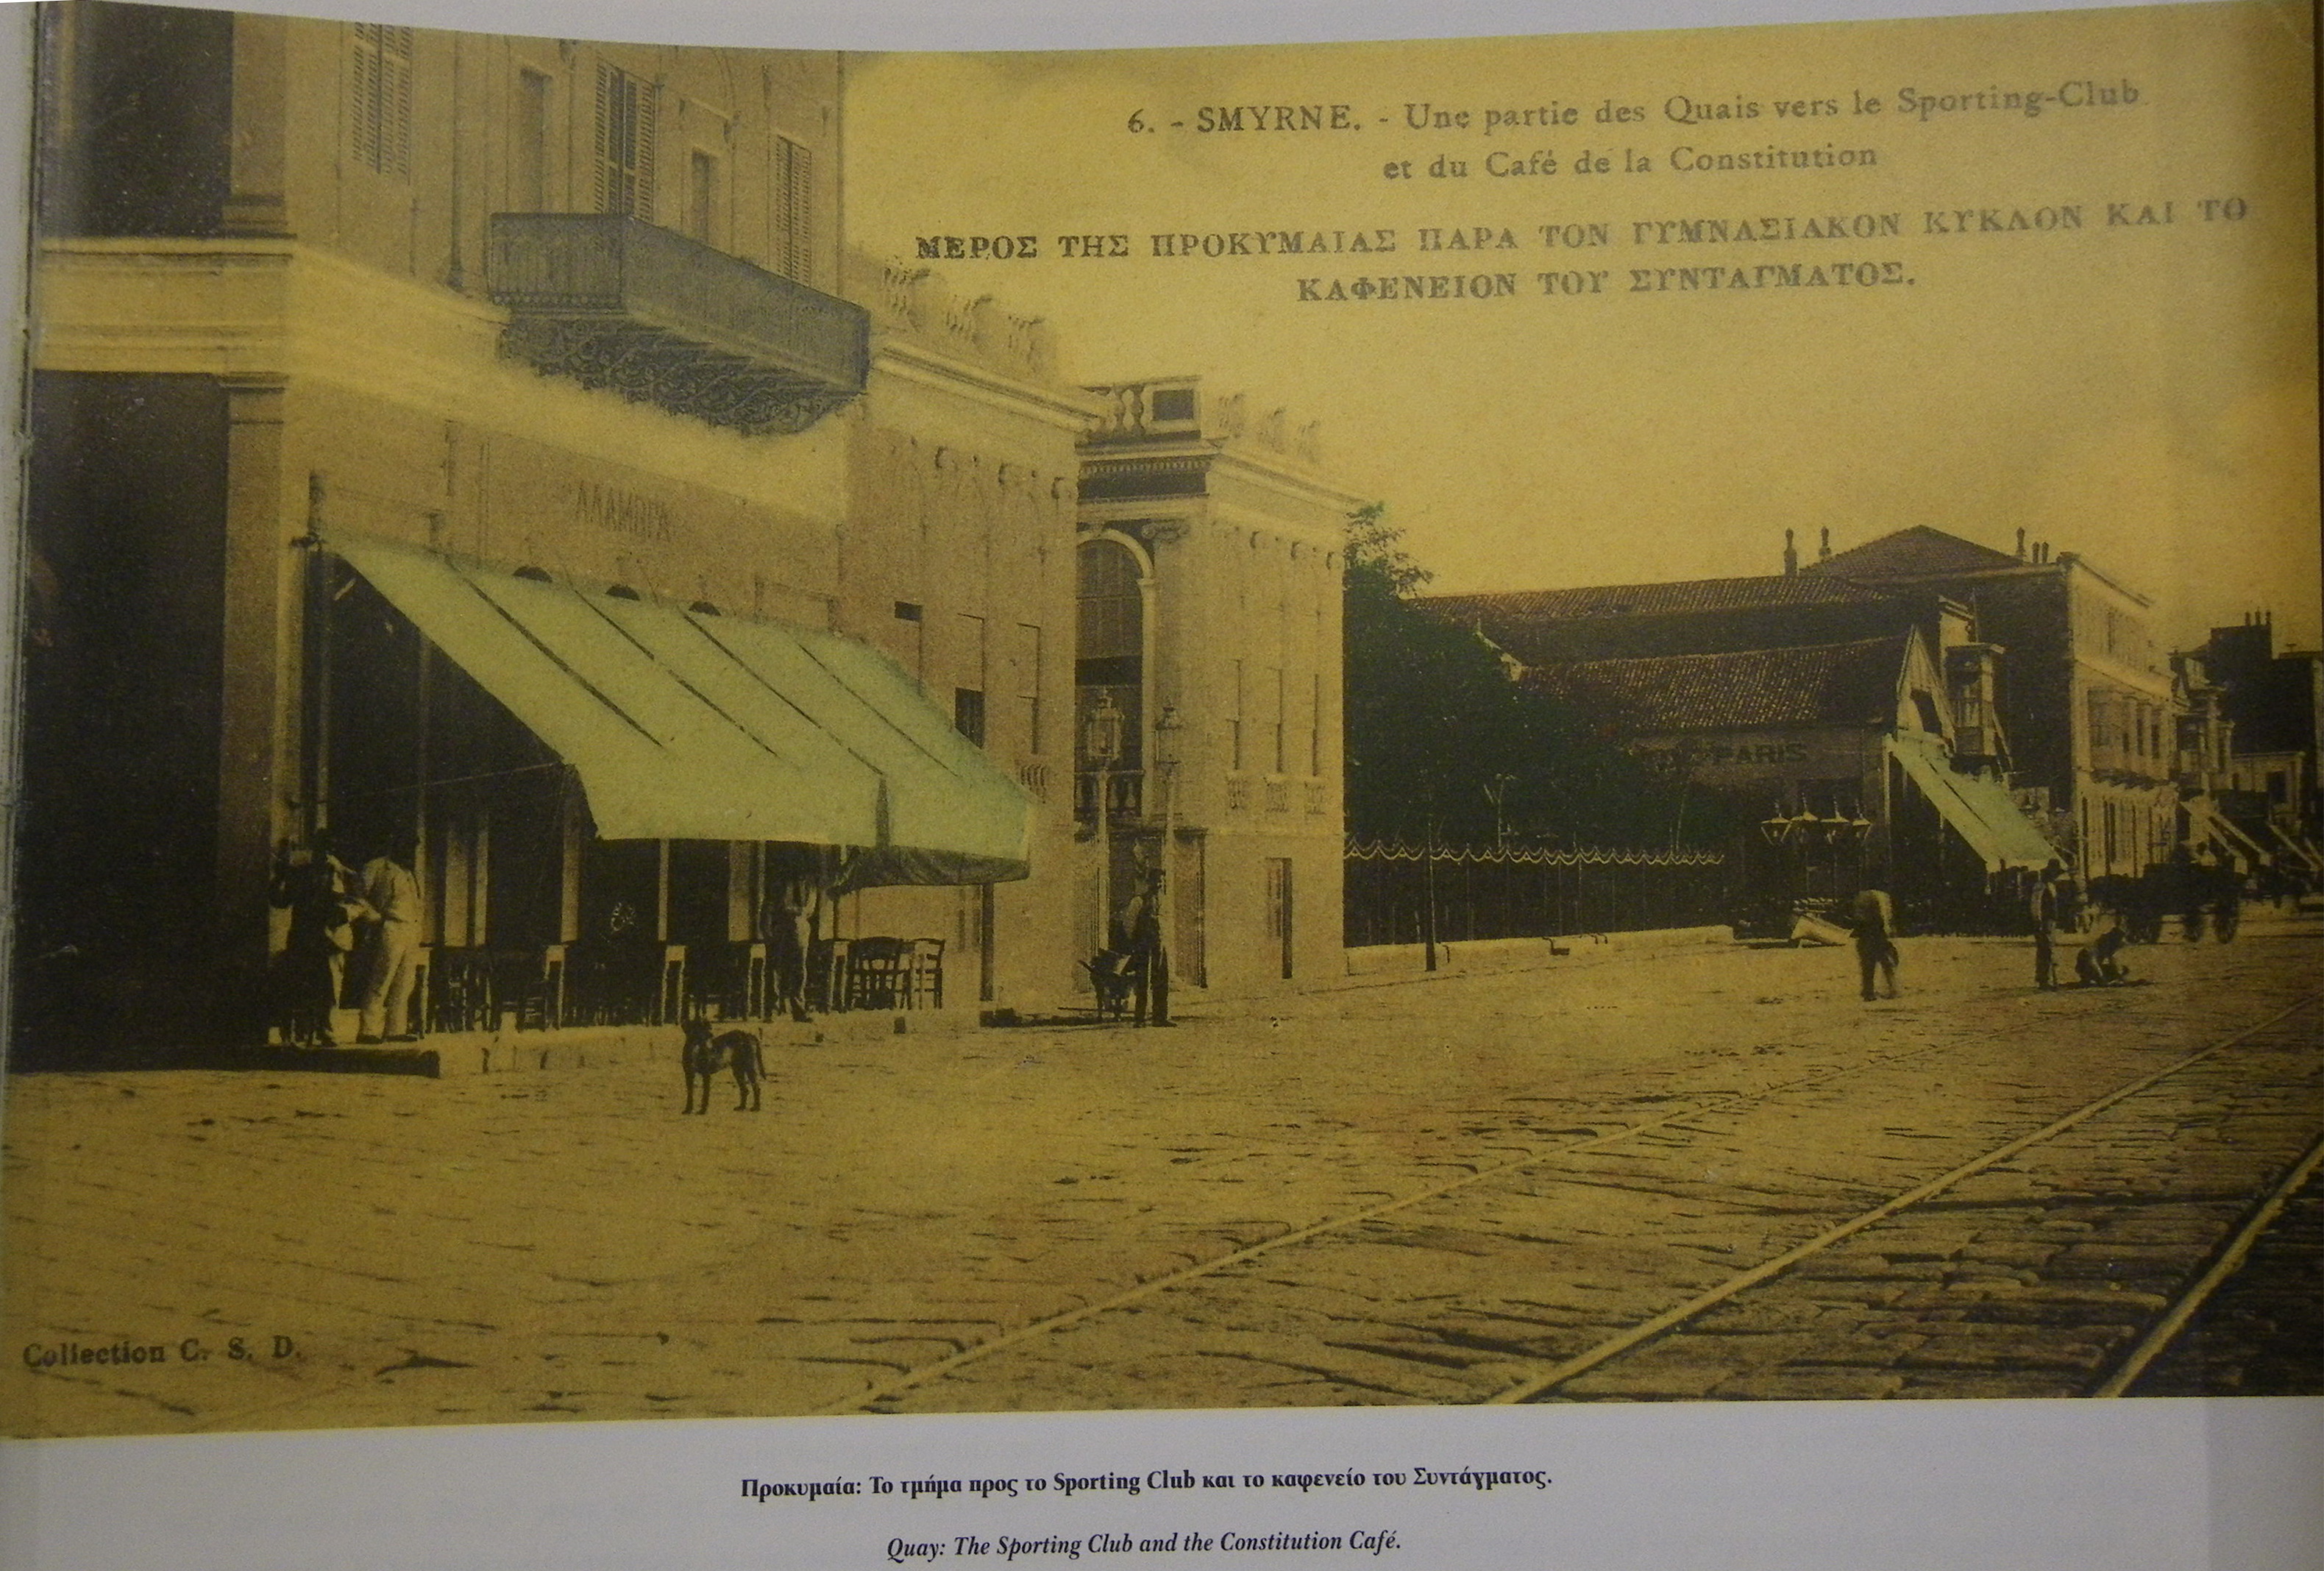 6. - SMYRNE. - Une partie des Quais vers le Sporting-Club
et du Café de la Constitution
ΜΕΡΟΣ ΤΗΣ ΠΡΟΚΥΜΑΙΑΣ ΠΑΡΑ ΤΟΝ ΓΥΜΝΑΣΙΑΚΟΝ ΚΥΚΛΟΝ ΚΑΙ ΤΟ
ΚΑΦΕΝΕΙΟΝ ΤΟΥ ΣΥΝΤΑΓΜΑΤΟΣ.
ΑΛΑΜΠΡΑ
PARIS
Collection C. S. D.
Προκυμαία: Το τμήμα προς το Sporting Club και το καφενείο του Συντάγματος.
Quay: The Sporting Club and the Constitution Café.